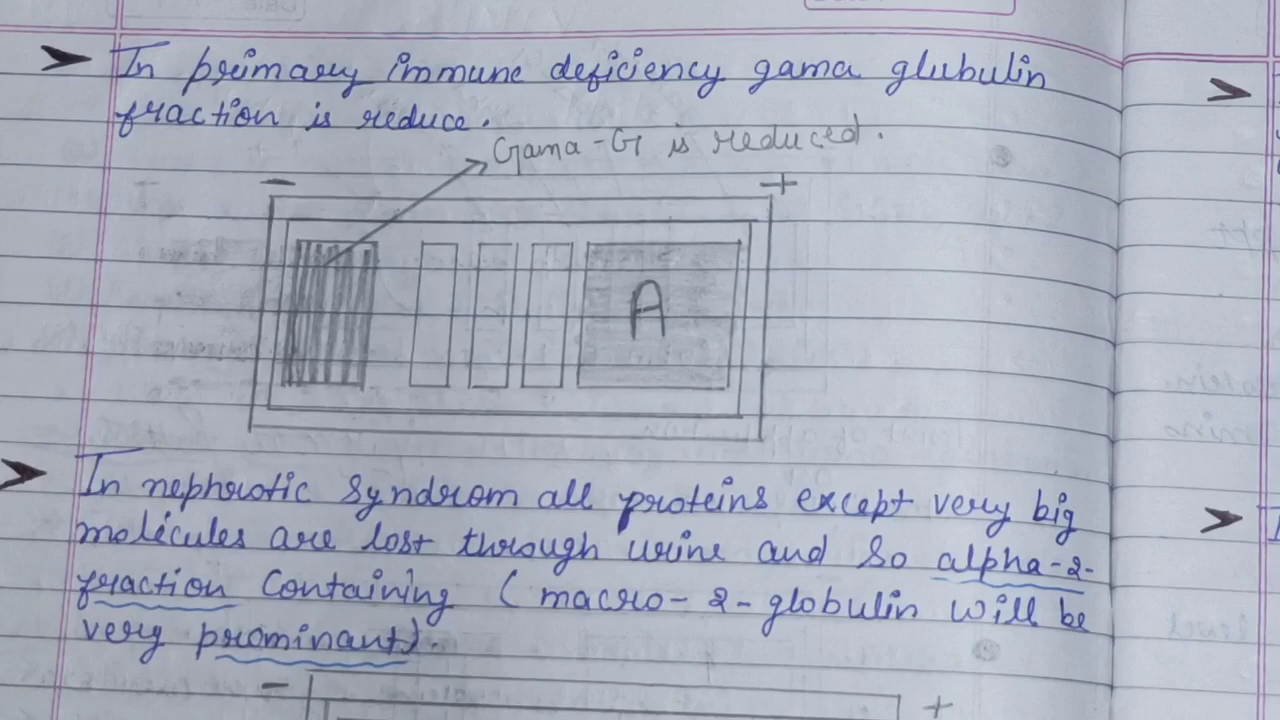 In primary immune deficiency gama glubulin
fraction is reduce.
Gama-G is reduced.
- +
A
In nephrotic Syndrom all proteins except very big
molecules are lost through urine and So alpha-2-
fraction Containing (macro-2-globulin will be
very prominant).
- +